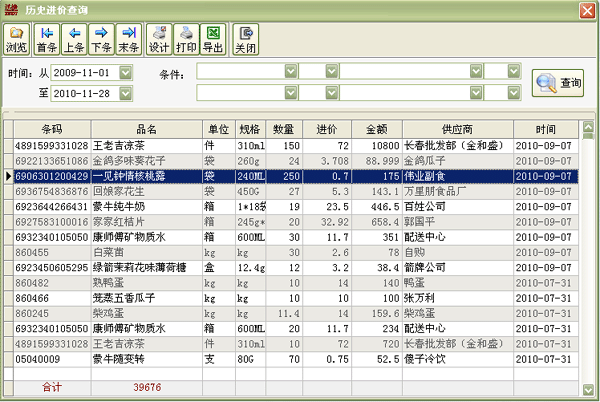 历史进价查询
浏览 首条 上条 下条 末条 设计 打印 导出 关闭
时间: 从 2009-11-01 条件:
至 2010-11-28 查询
条码 品名 单位 规格 数量 进价 金额 供应商 时间
4891599331028 王老吉凉茶 件 310ml 150 72 10800 长春批发部(金和盛) 2010-09-07
6922133651086 金鸽多味葵花子 袋 260g 24 3.708 88.999 金鸽瓜子 2010-09-07
6906301200429 一见钟情核桃露 袋 240ML 250 0.7 175 伟业副食 2010-09-07
6936754836876 回娘家花生 袋 450G 27 5.3 143.1 万星朋食品厂 2010-09-07
6923644266431 蒙牛纯牛奶 箱 1*18袋 19 23.5 446.5 百姓公司 2010-09-07
6927583100016 家家红桔片 箱 245g* 20 32.92 658.4 郭国平 2010-09-07
6932340105050 康师傅矿物质水 箱 600ML 30 11.7 351 配送中心 2010-09-07
860455 白菜苗 kg kg 30 2.6 78 自购 2010-09-07
6923450605295 绿箭茉莉花味薄荷糖 盒 12.4g 12 3.2 38.4 箭牌公司 2010-09-07
860482 熟鸭蛋 kg kg 10 14 140 鸭蛋 2010-07-31
860466 笼蒸五香瓜子 kg kg 10 10 100 张万利 2010-07-31
860245 柴鸡蛋 kg kg 11.4 14 159.6 柴鸡蛋 2010-07-31
6932340105050 康师傅矿物质水 箱 600ML 20 11.7 234 配送中心 2010-07-31
4891599331028 王老吉凉茶 件 310ml 10 72 720 长春批发部(金和盛) 2010-07-31
05040009 蒙牛随变转 支 80G 70 0.75 52.5 傻子冷饮 2010-07-31
合计 39676